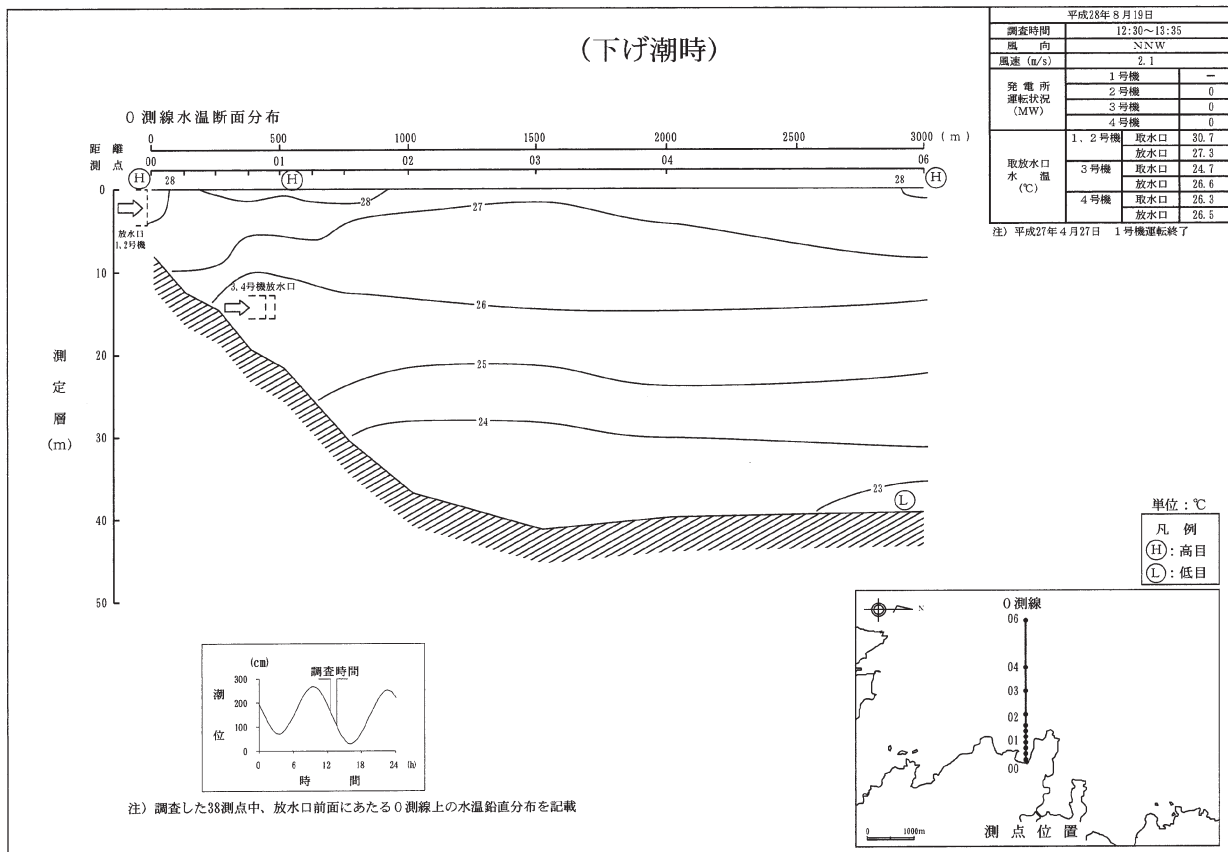 (下げ潮時)
平成28年8月19日
調査時間 12:30～13:35
風向 NNW
風速(m/s) 2.1
発電所運転状況(MW) 1号機 －
2号機 0
3号機 0
4号機 0
取放水口水温(℃) 1、2号機 取水口 30.7
放水口 27.3
3号機 取水口 24.7
放水口 26.6
4号機 取水口 26.3
放水口 26.5
注)平成27年4月27日 1号機運転終了
0測線水温断面分布
距離 0 500 1000 1500 2000 2500 3000 (m)
測点 00 01 02 03 04 06
H 28 H 28 H
0
28
27
放水口
1,2号機
10
3,4号機放水口
26
20
25
24
30
23
L
40
50
測定層(m)
単位:℃
凡例
H:高目
L:低目
(cm)
調査時間
300
200
100
0
潮位
0 6 12 18 24 (h)
時間
注)調査した38測点中、放水口前面にあたる0測線上の水温鉛直分布を記載
N
0測線
06
04
03
02
01
00
0 1000m
測点位置